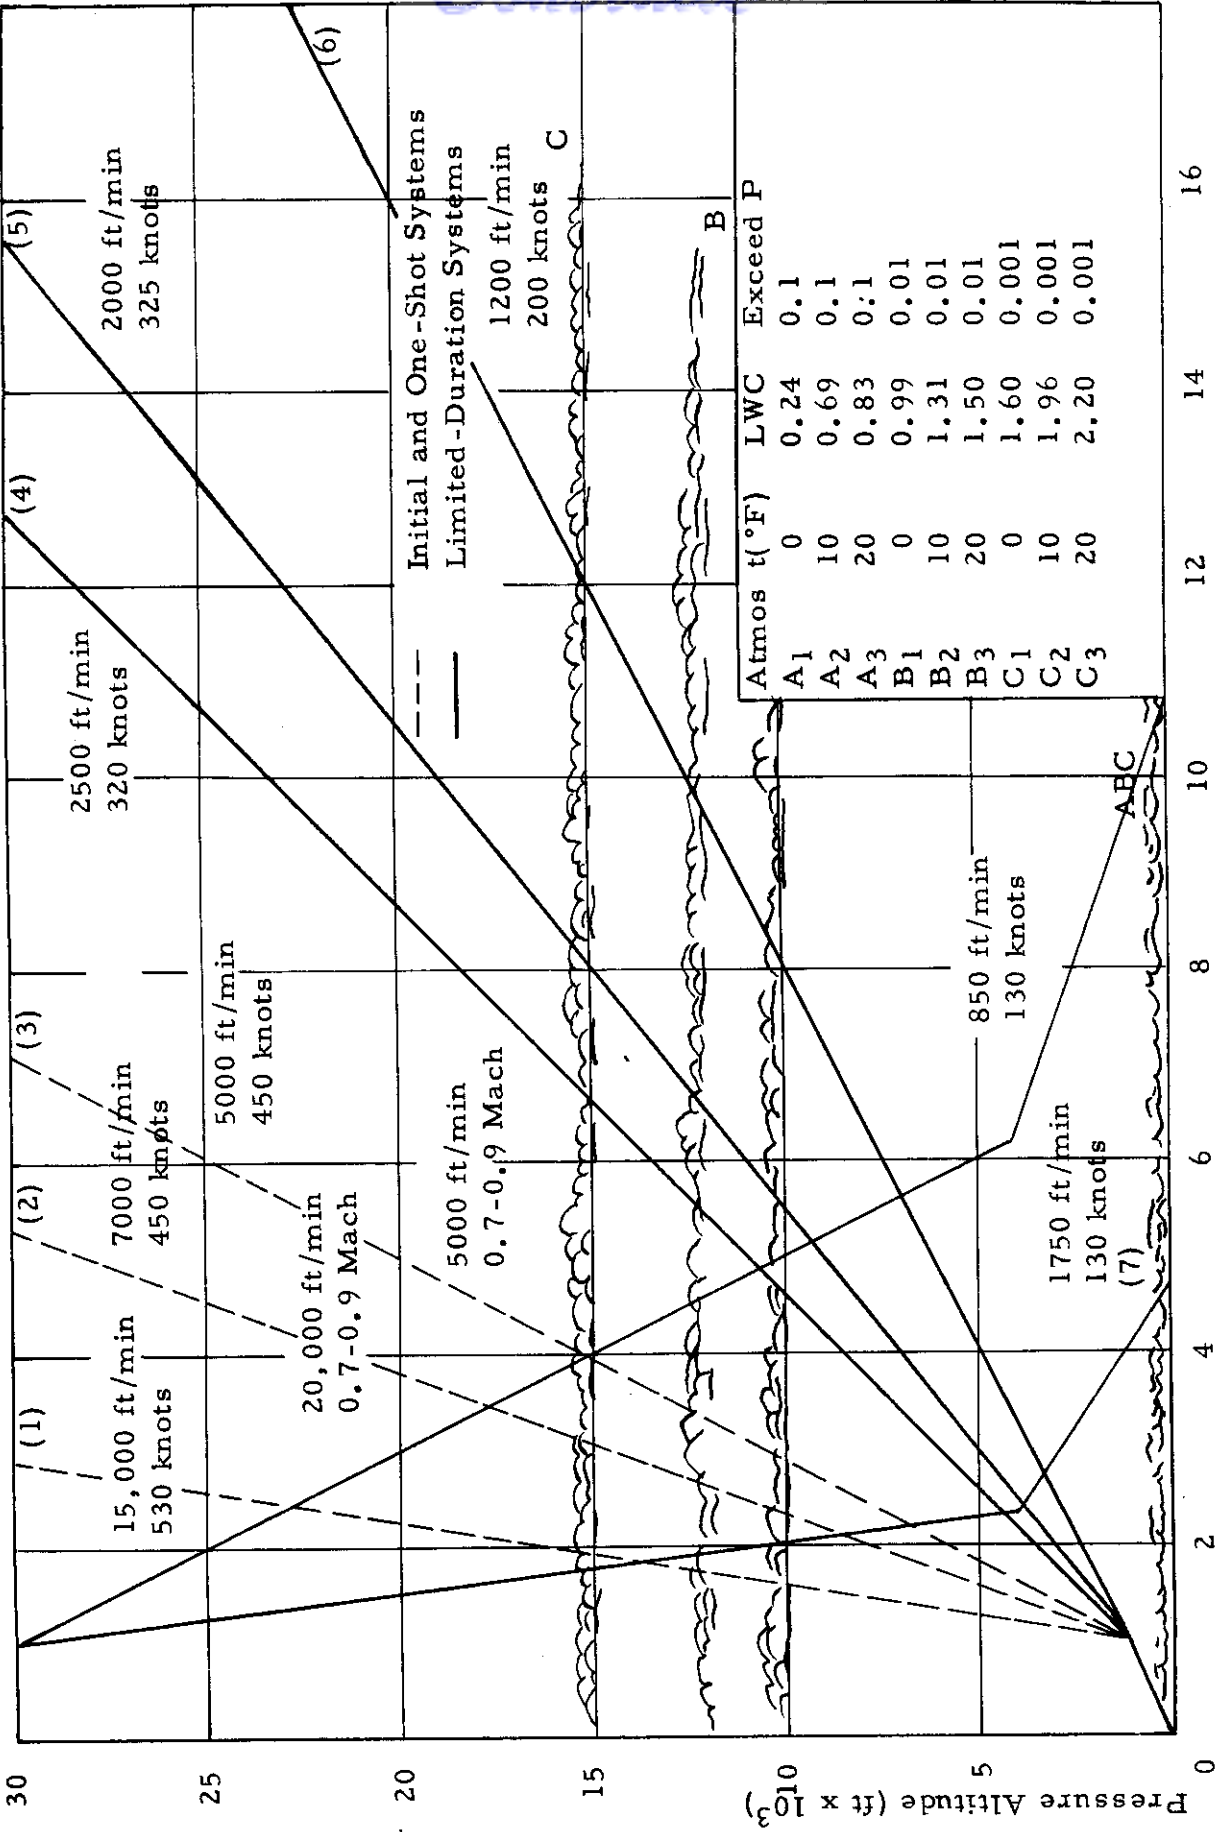 (1)
(2)
(3)
(4)
(5)
(6)
15,000 ft/min
530 knots
7000 ft/min
450 knots
5000 ft/min
450 knots
2500 ft/min
320 knots
2000 ft/min
325 knots
20,000 ft/min
0.7-0.9 Mach
5000 ft/min
0.7-0.9 Mach
Initial and One-Shot Systems
Limited-Duration Systems
1200 ft/min
200 knots
C
B
850 ft/min
130 knots
1750 ft/min
130 knots
(7)
ABC
Atmos t(°F) LWC Exceed P
A1 0 0.24 0.1
A2 10 0.69 0.1
A3 20 0.83 0.1
B1 0 0.99 0.01
B2 10 1.31 0.01
B3 20 1.50 0.01
C1 0 1.60 0.001
C2 10 1.96 0.001
C3 20 2.20 0.001
30
25
20
15
10
5
0
Pressure Altitude (ft x 10³)
2
4
6
8
10
12
14
16